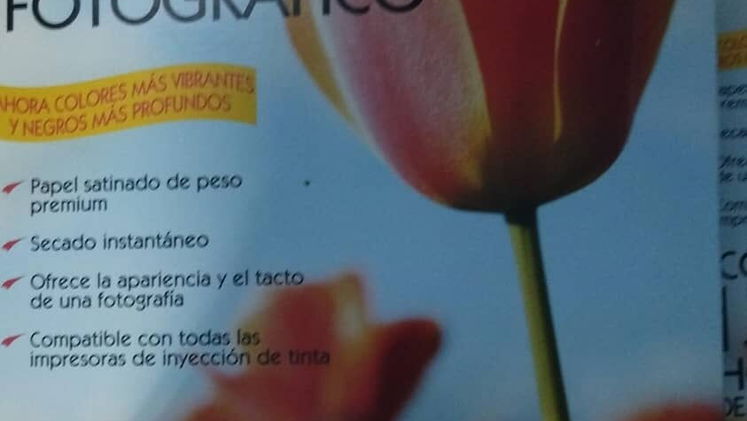 FOTOGRÁFICO
AHORA COLORES MÁS VIBRANTES
Y NEGROS MÁS PROFUNDOS
Papel satinado de peso
premium
Secado instantáneo
Ofrece la apariencia y el tacto
de una fotografía
Compatible con todas las
impresoras de inyección de tinta